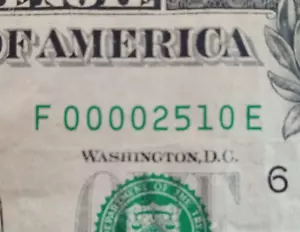 OF AMERICA
F 00002510 E
WASHINGTON, D.C.
6